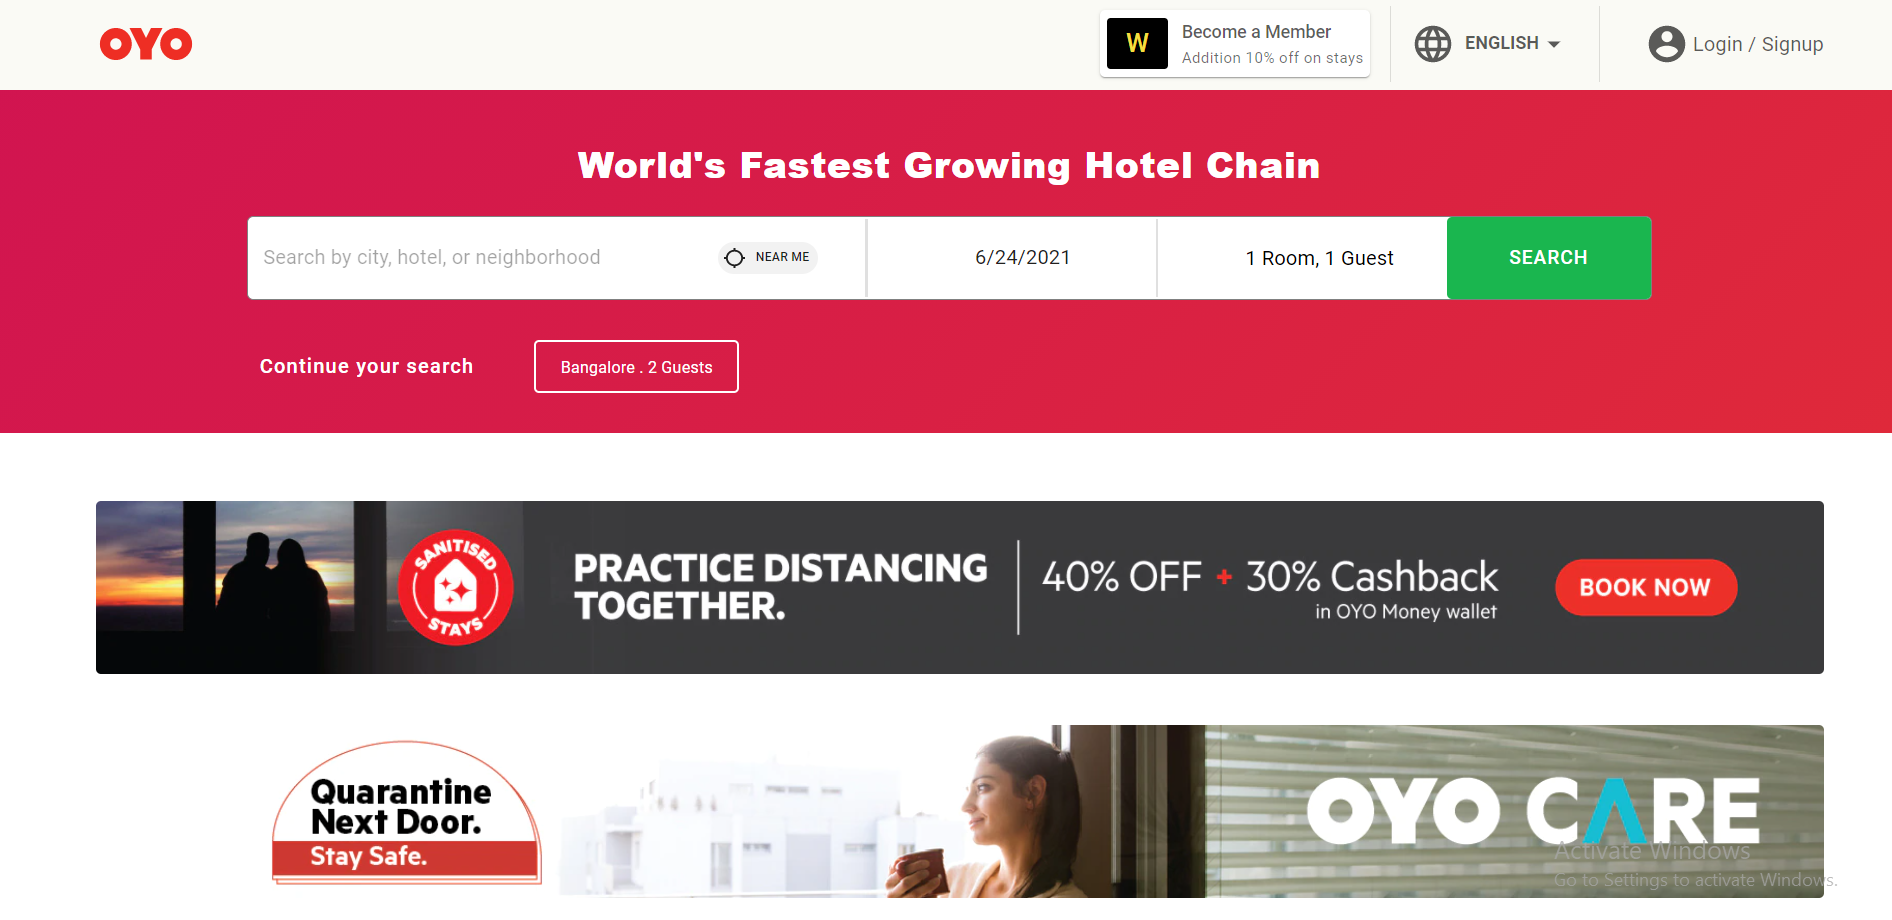 OYO
W
Become a Member
Addition 10% off on stays
ENGLISH
Login / Signup
World's Fastest Growing Hotel Chain
Search by city, hotel, or neighborhood
NEAR ME
6/24/2021
1 Room, 1 Guest
SEARCH
Continue your search
Bangalore . 2 Guests
SANITISED
STAYS
PRACTICE DISTANCING
TOGETHER.
40% OFF + 30% Cashback
in OYO Money wallet
BOOK NOW
Quarantine
Next Door.
Stay Safe.
OYO CARE
Activate Windows
Go to Settings to activate Windows.